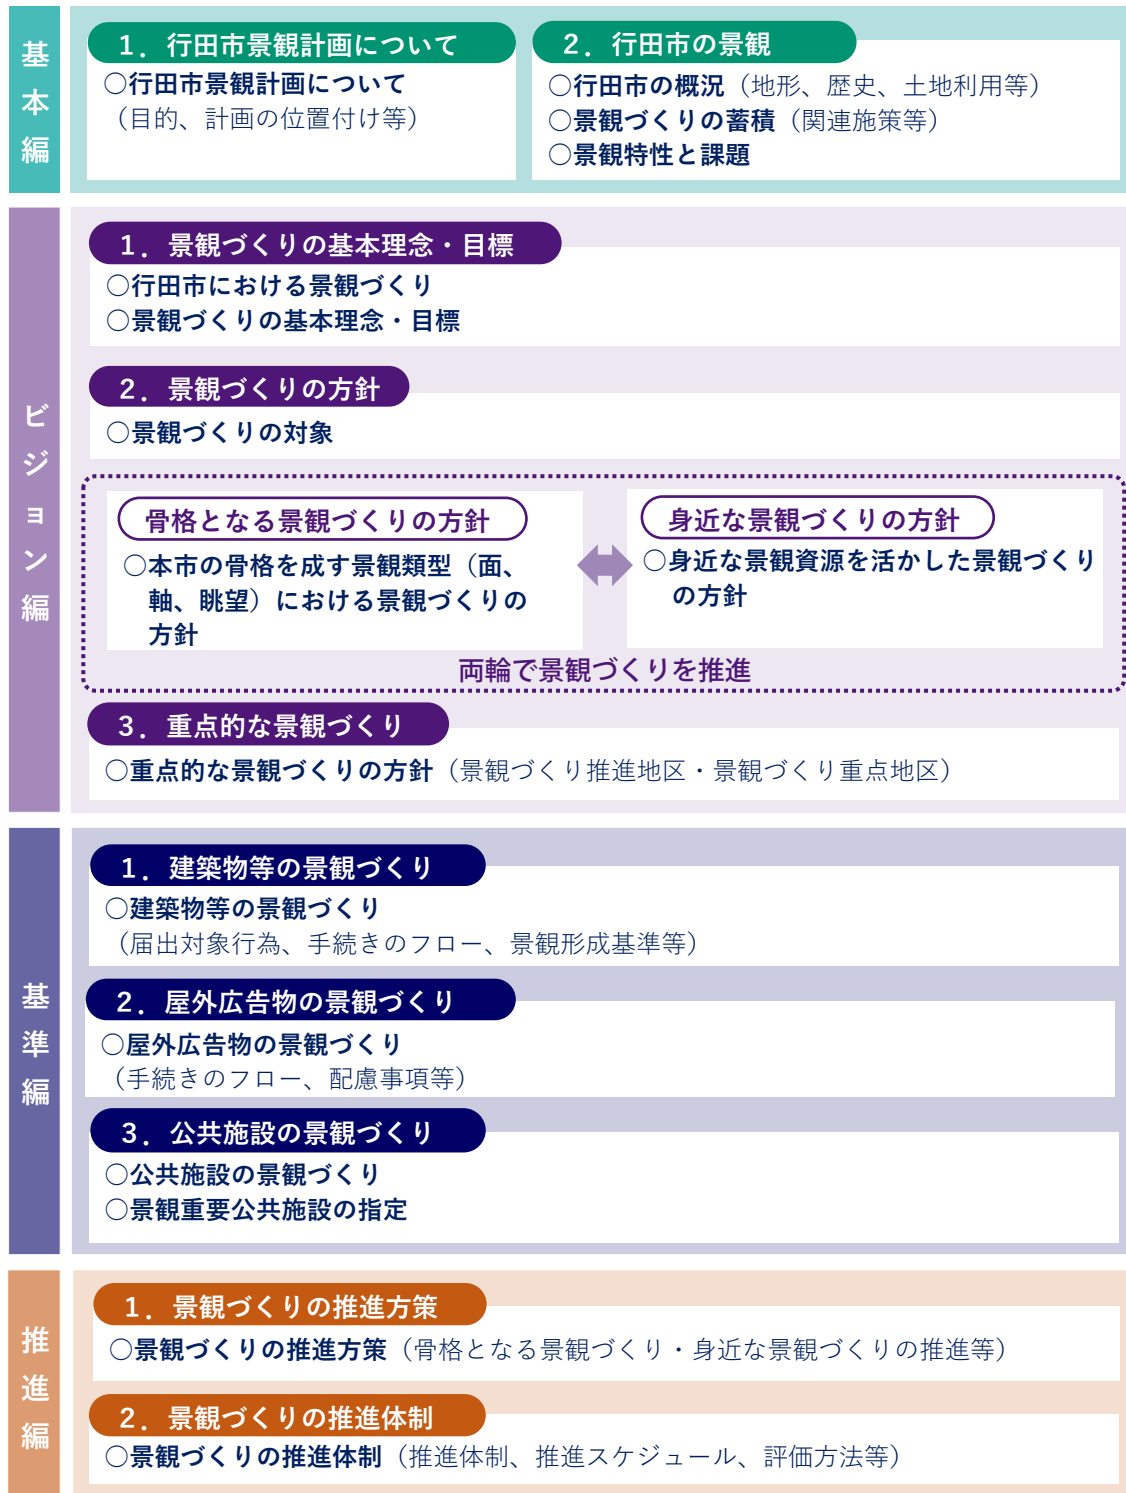 基本編
1．行田市景観計画について
○行田市景観計画について
（目的、計画の位置付け等）
2．行田市の景観
○行田市の概況（地形、歴史、土地利用等）
○景観づくりの蓄積（関連施策等）
○景観特性と課題
ビジョン編
1．景観づくりの基本理念・目標
○行田市における景観づくり
○景観づくりの基本理念・目標
2．景観づくりの方針
○景観づくりの対象
骨格となる景観づくりの方針
○本市の骨格を成す景観類型（面、
軸、眺望）における景観づくりの
方針
身近な景観づくりの方針
○身近な景観資源を活かした景観づくり
の方針
両輪で景観づくりを推進
3．重点的な景観づくり
○重点的な景観づくりの方針（景観づくり推進地区・景観づくり重点地区）
基準編
1．建築物等の景観づくり
○建築物等の景観づくり
（届出対象行為、手続きのフロー、景観形成基準等）
2．屋外広告物の景観づくり
○屋外広告物の景観づくり
（手続きのフロー、配慮事項等）
3．公共施設の景観づくり
○公共施設の景観づくり
○景観重要公共施設の指定
推進編
1．景観づくりの推進方策
○景観づくりの推進方策（骨格となる景観づくり・身近な景観づくりの推進等）
2．景観づくりの推進体制
○景観づくりの推進体制（推進体制、推進スケジュール、評価方法等）